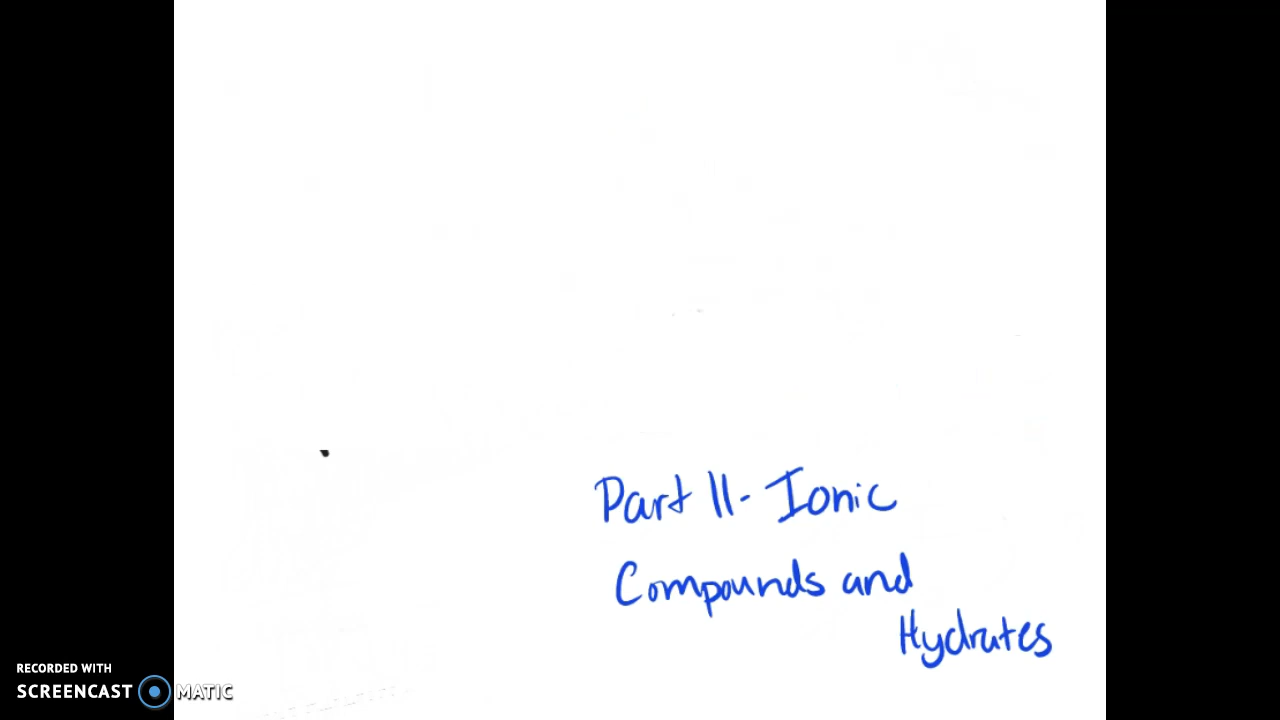 Part II - Ionic
Compounds and
Hydrates
RECORDED WITH
SCREENCAST MATIC